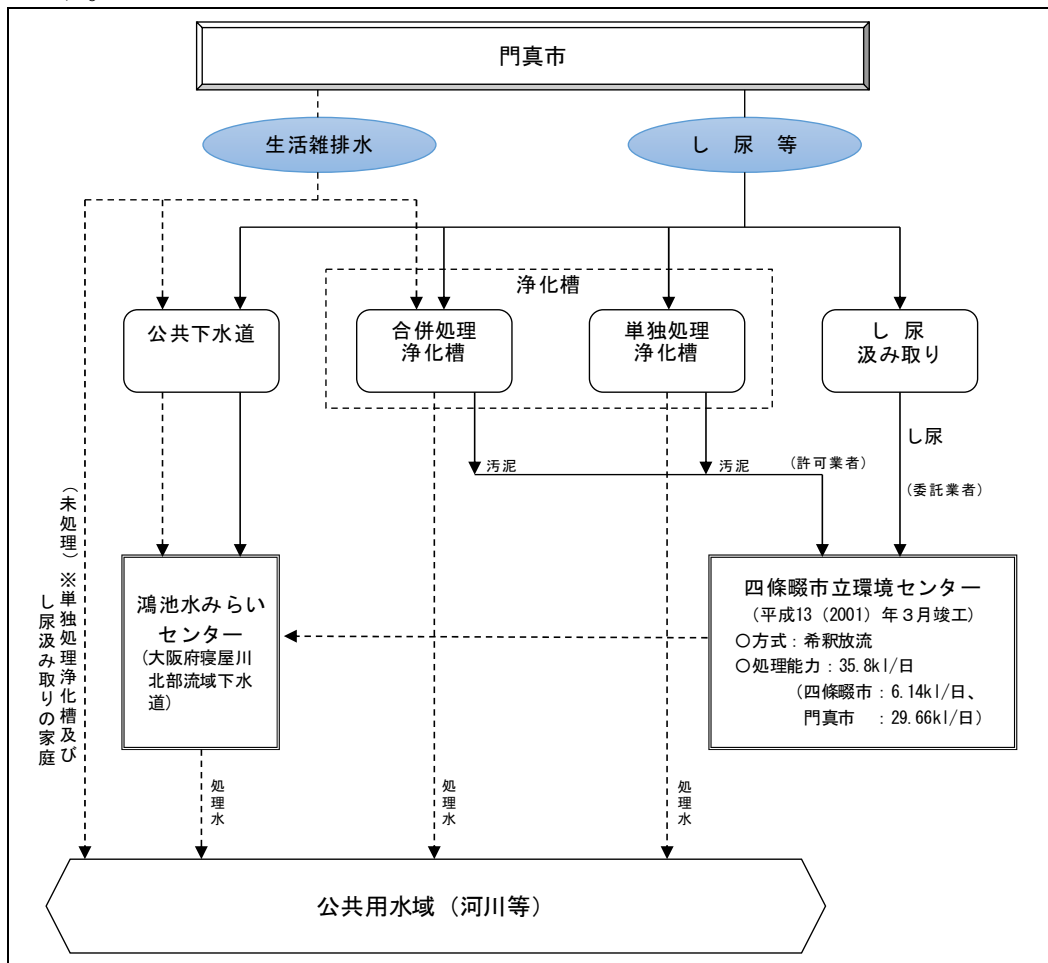 門真市
生活雑排水
し 尿 等
浄化槽
公共下水道
合併処理
浄化槽
単独処理
浄化槽
し 尿
汲み取り
し尿
汚泥
汚泥
(許可業者)
(委託業者)
(未処理)※単独処理浄化槽及び
し尿汲み取りの家庭
鴻池水みらい
センター
(大阪府寝屋川
北部流域下水
道)
四條畷市立環境センター
(平成13(2001)年3月竣工)
○方式:希釈放流
○処理能力:35.8kl/日
(四條畷市:6.14kl/日、
門真市 :29.66kl/日)
処理水
処理水
処理水
公共用水域(河川等)